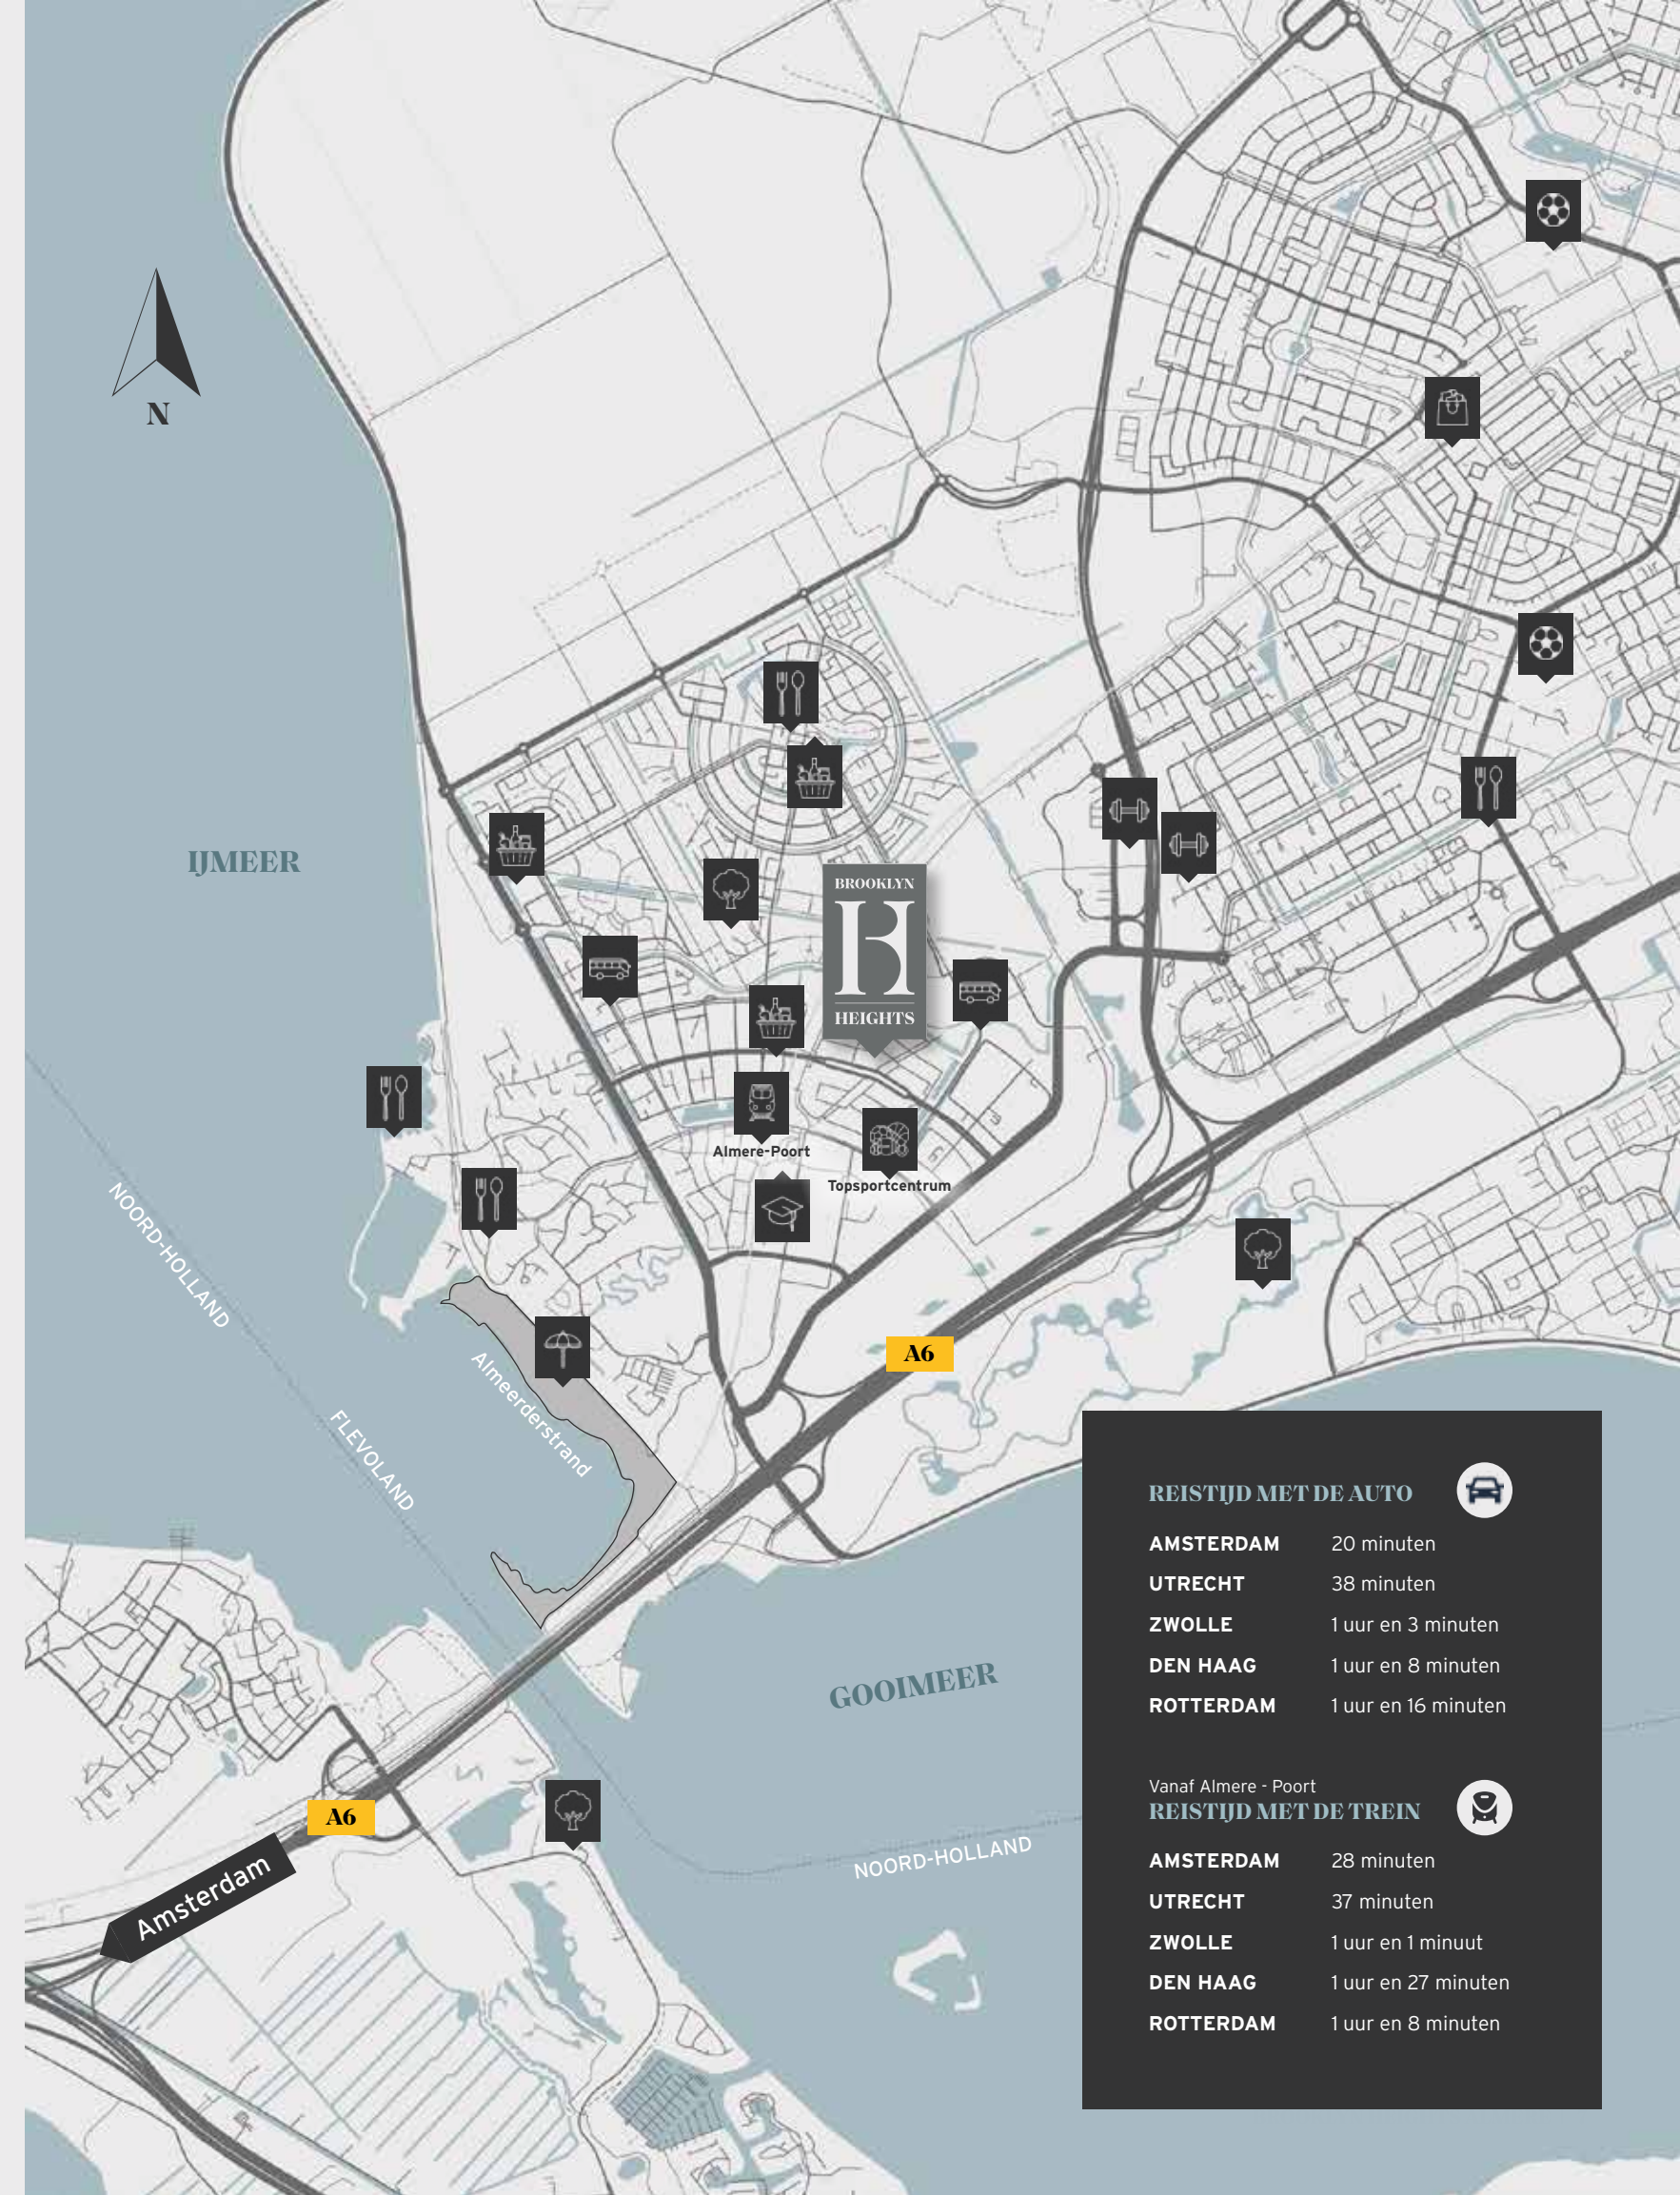 N
IJMEER
BROOKLYN
B
HEIGHTS
Almere-Poort
Topsportcentrum
NOORD-HOLLAND
FLEVOLAND
Almeerderstrand
A6
GOOIMEER
NOORD-HOLLAND
A6
Amsterdam
REISTIJD MET DE AUTO
AMSTERDAM 20 minuten
UTRECHT 38 minuten
ZWOLLE 1 uur en 3 minuten
DEN HAAG 1 uur en 8 minuten
ROTTERDAM 1 uur en 16 minuten
Vanaf Almere - Poort
REISTIJD MET DE TREIN
AMSTERDAM 28 minuten
UTRECHT 37 minuten
ZWOLLE 1 uur en 1 minuut
DEN HAAG 1 uur en 27 minuten
ROTTERDAM 1 uur en 8 minuten